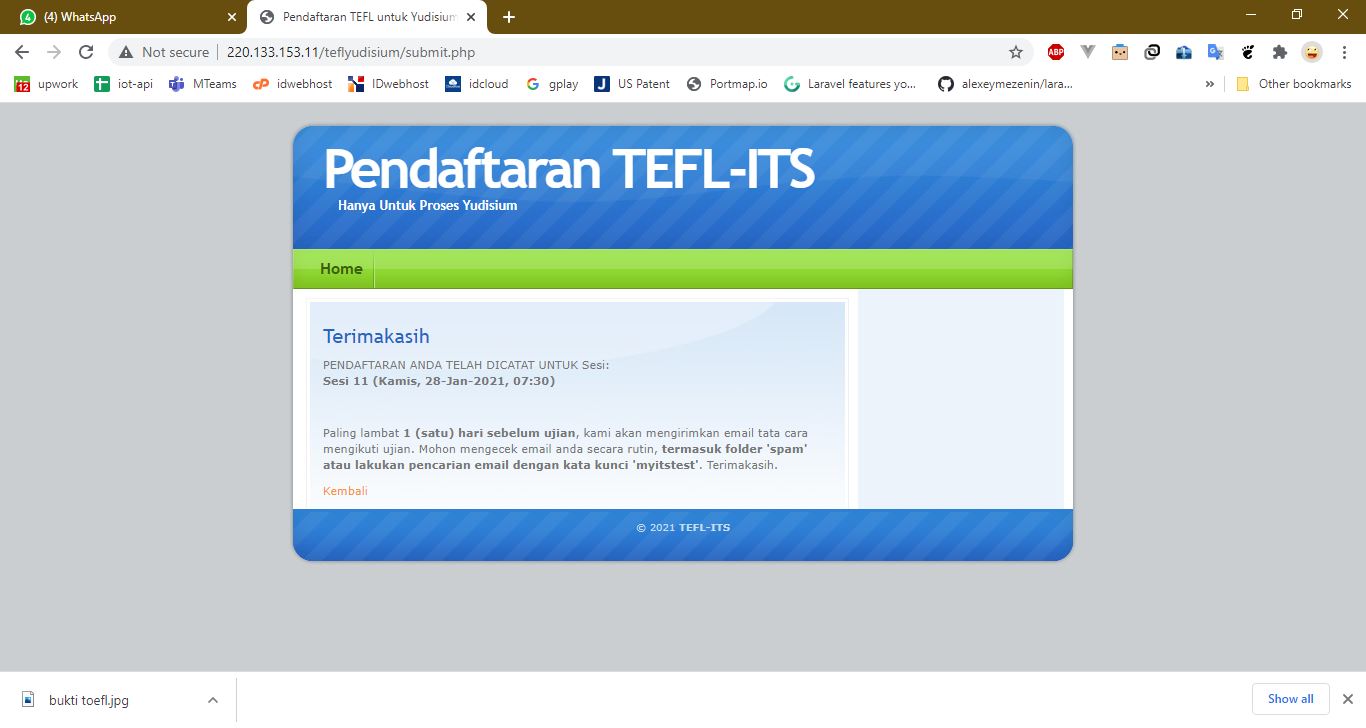 (4) WhatsApp
Pendaftaran TEFL untuk Yudisium
Not secure
220.133.153.11/teflyudisium/submit.php
ABP
12 upwork
iot-api
MTeams
idwebhost
IDwebhost
idcloud
gplay
US Patent
Portmap.io
Laravel features yo...
alexeymezenin/lara...
»
Other bookmarks
Pendaftaran TEFL-ITS
Hanya Untuk Proses Yudisium
Home
Terimakasih
PENDAFTARAN ANDA TELAH DICATAT UNTUK Sesi:
Sesi 11 (Kamis, 28-Jan-2021, 07:30)
Paling lambat 1 (satu) hari sebelum ujian, kami akan mengirimkan email tata cara
mengikuti ujian. Mohon mengecek email anda secara rutin, termasuk folder 'spam'
atau lakukan pencarian email dengan kata kunci 'myitstest'. Terimakasih.
Kembali
© 2021 TEFL-ITS
bukti toefl.jpg
Show all